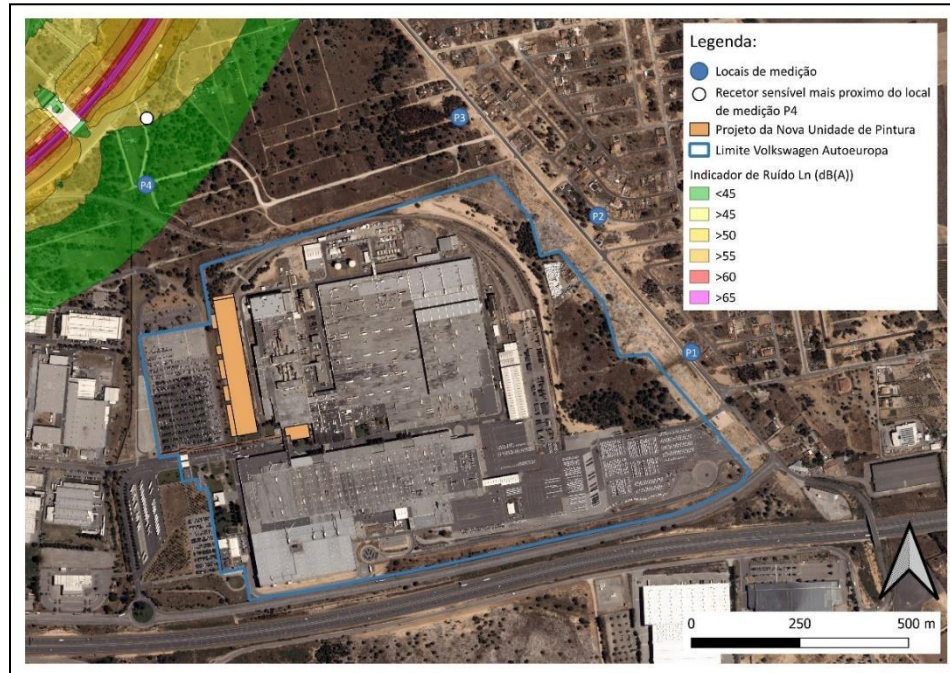 Legenda:
Locais de medição
Recetor sensível mais proximo do local
de medição P4
Projeto da Nova Unidade de Pintura
Limite Volkswagen Autoeuropa
Indicador de Ruído Ln (dB(A))
<45
>45
>50
>55
>60
>65
P3
P4
P2
P1
0
250
500 m